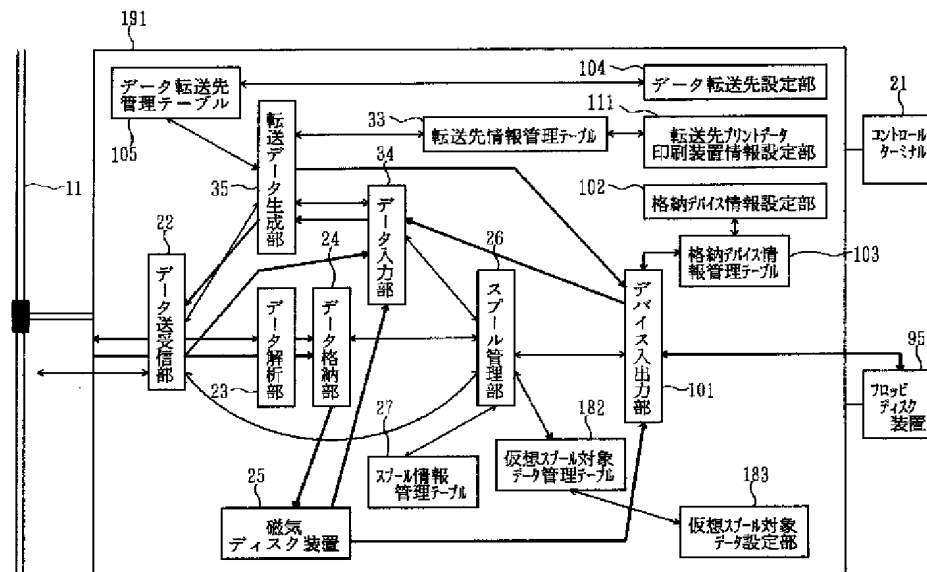 191
データ転送先
管理テーブル
105
104
データ転送先設定部
21
コントロール
ターミナル
33
転送先情報管理テーブル
111
転送先プリントデータ
印刷装置情報設定部
11
35
転送データ生成部
34
データ入力部
102
格納デバイス情報設定部
格納デバイス情
報管理テーブル
103
22
データ送受信部
データ解析部
23
24
データ格納部
26
スプール管理部
デバイス入出力部
101
95
フロッピ
ディスク
装置
27
スプール情報
管理テーブル
182
仮想スプール対象
データ管理テーブル
25
磁気
ディスク装置
183
仮想スプール対象
データ設定部